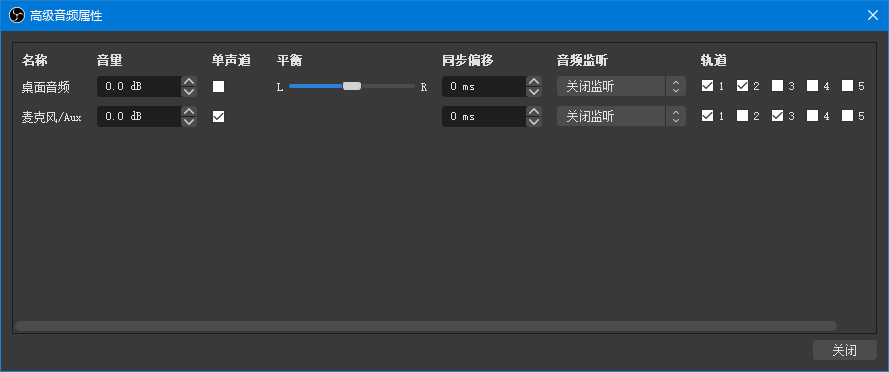 高级音频属性
名称 音量 单声道 平衡 同步偏移 音频监听 轨道
桌面音频 0.0 dB L R 0 ms 关闭监听 1 2 3 4 5
麦克风/Aux 0.0 dB 0 ms 关闭监听 1 2 3 4 5
关闭